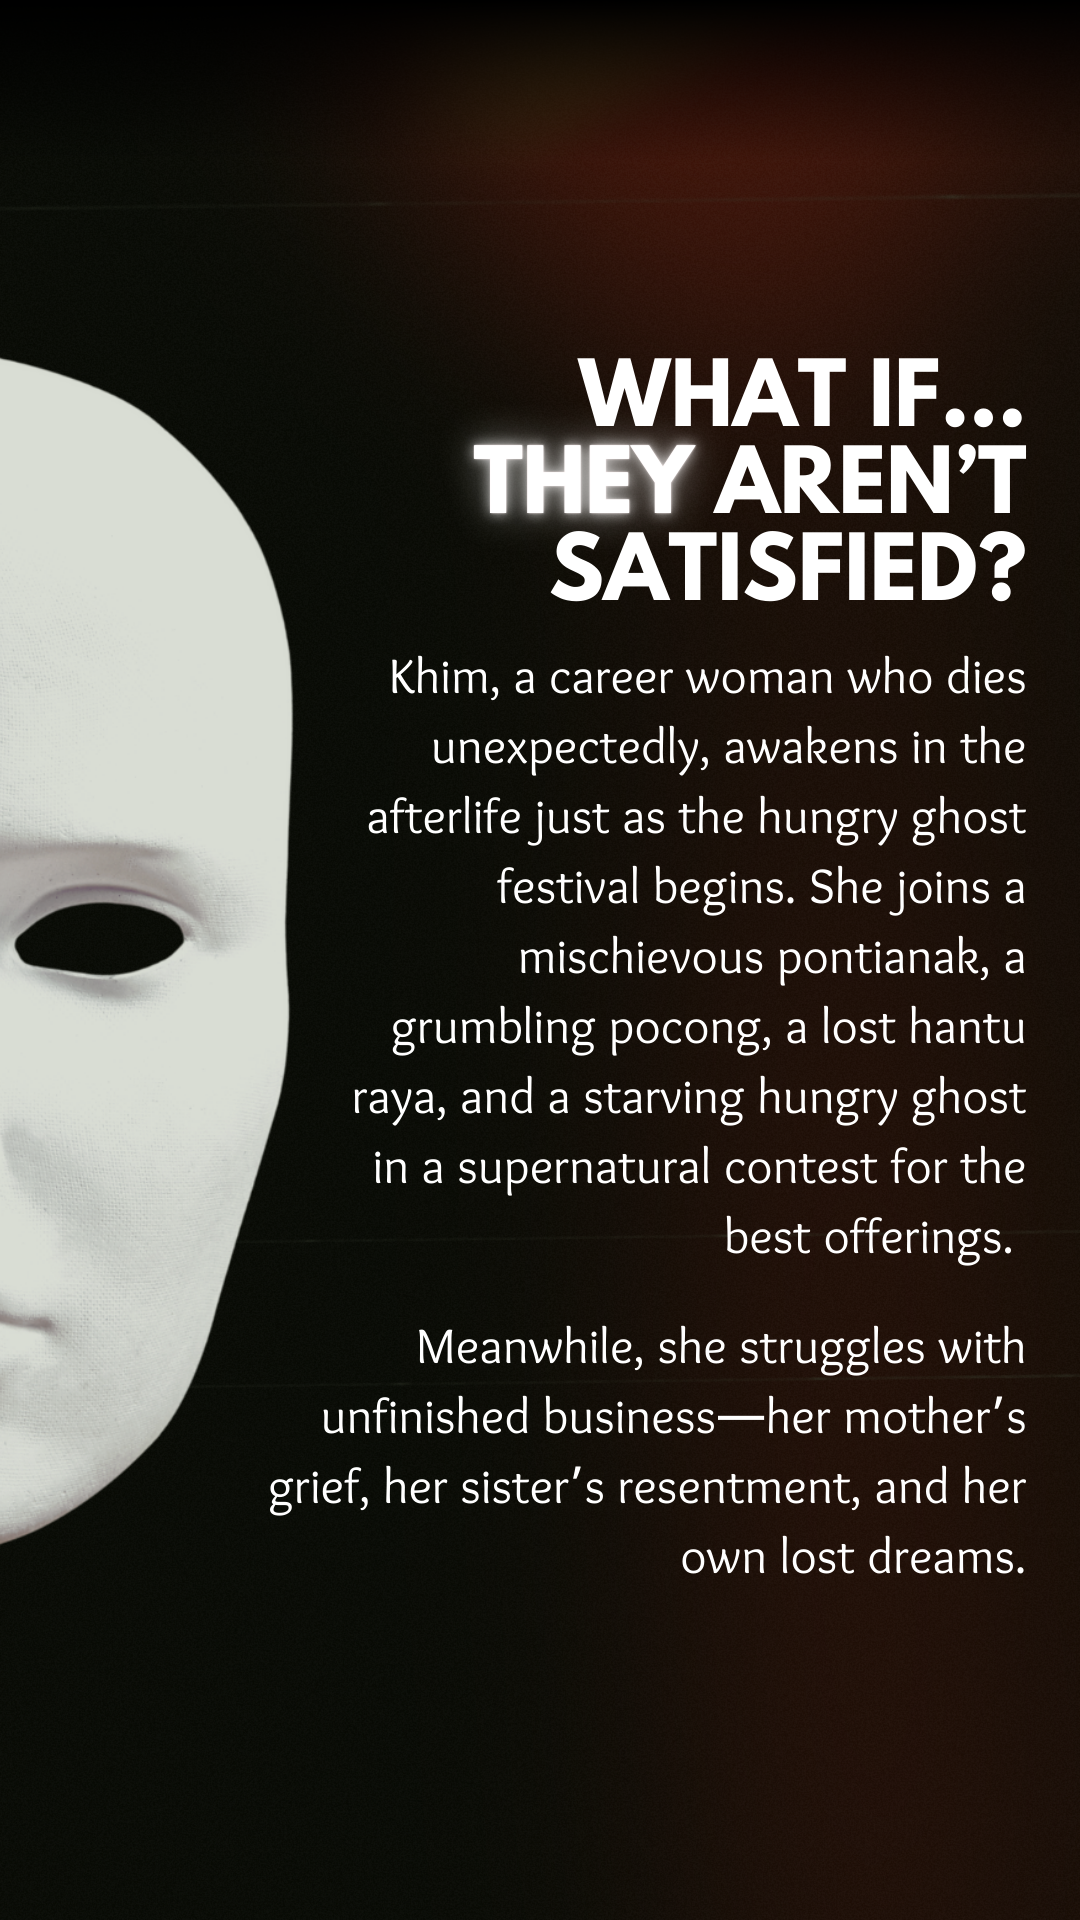 WHAT IF...
THEY AREN’T
SATISFIED?
Khim, a career woman who dies
unexpectedly, awakens in the
afterlife just as the hungry ghost
festival begins. She joins a
mischievous pontianak, a
grumbling pocong, a lost hantu
raya, and a starving hungry ghost
in a supernatural contest for the
best offerings.
Meanwhile, she struggles with
unfinished business—her mother’s
grief, her sister’s resentment, and her
own lost dreams.